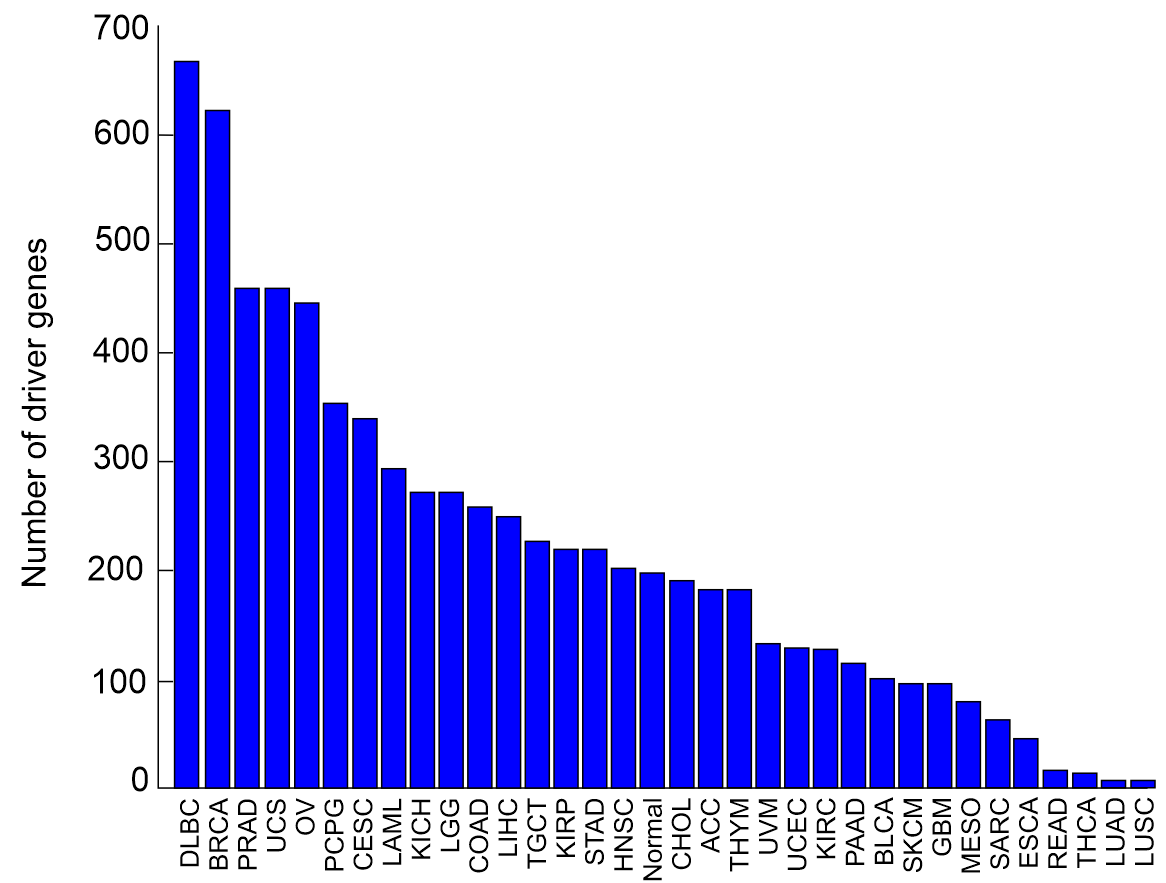 700
600
500
400
300
200
100
0
Number of driver genes
DLBC
BRCA
PRAD
UCS
OV
PCPG
CESC
LAML
KICH
LGG
COAD
LIHC
TGCT
KIRP
STAD
HNSC
Normal
CHOL
ACC
THYM
UVM
UCEC
KIRC
PAAD
BLCA
SKCM
GBM
MESO
SARC
ESCA
READ
THCA
LUAD
LUSC